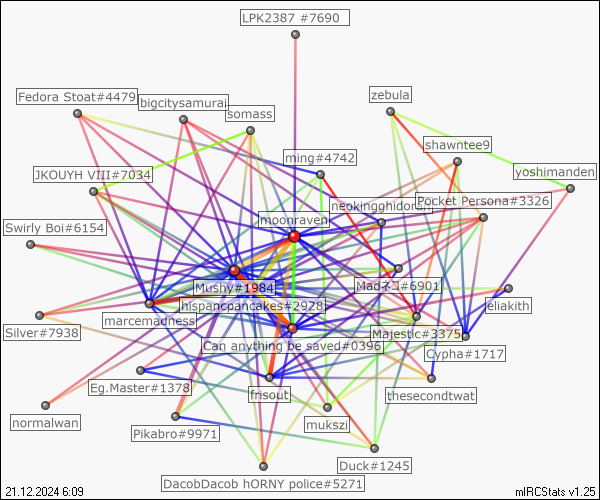 LPK2387 #7690
Fedora Stoat#4479
bigcitysamurai
zebula
somass
shawntee9
ming#4742
yoshimanden
JKOUYH VIII#7034
Pocket Persona#3326
moonraven
Swirly Boi#6154
Mushy#1984
Madネコ#6901
eliakith
hispanicpancakes#2928
marcemadness
Silver#7938
Majestic#3375
Can anything be saved#0396
Cypha#1717
Eg.Master#1378
frisout
thesecondtwat
normalwan
mukszi
Pikabro#9971
Duck#1245
DacobDacob hORNY police#5271
21.12.2024 6:09
mIRCStats v1.25